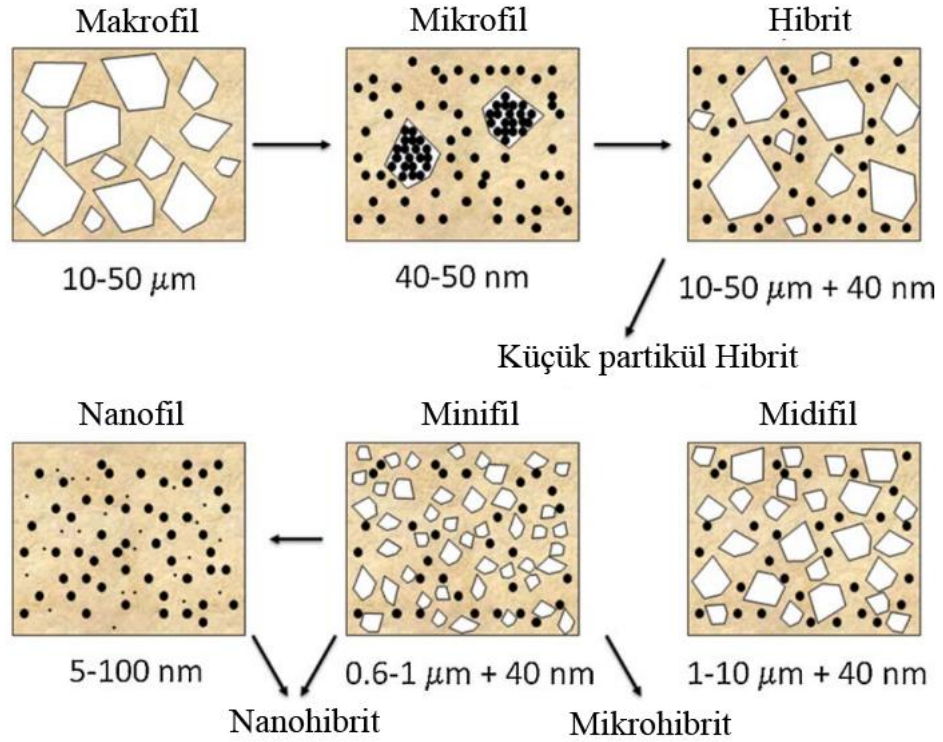 Makrofil
Mikrofil
Hibrit
10-50 μm
40-50 nm
10-50 μm + 40 nm
Küçük partikül Hibrit
Nanofil
Minifil
Midifil
5-100 nm
0.6-1 μm + 40 nm
1-10 μm + 40 nm
Nanohibrit
Mikrohibrit